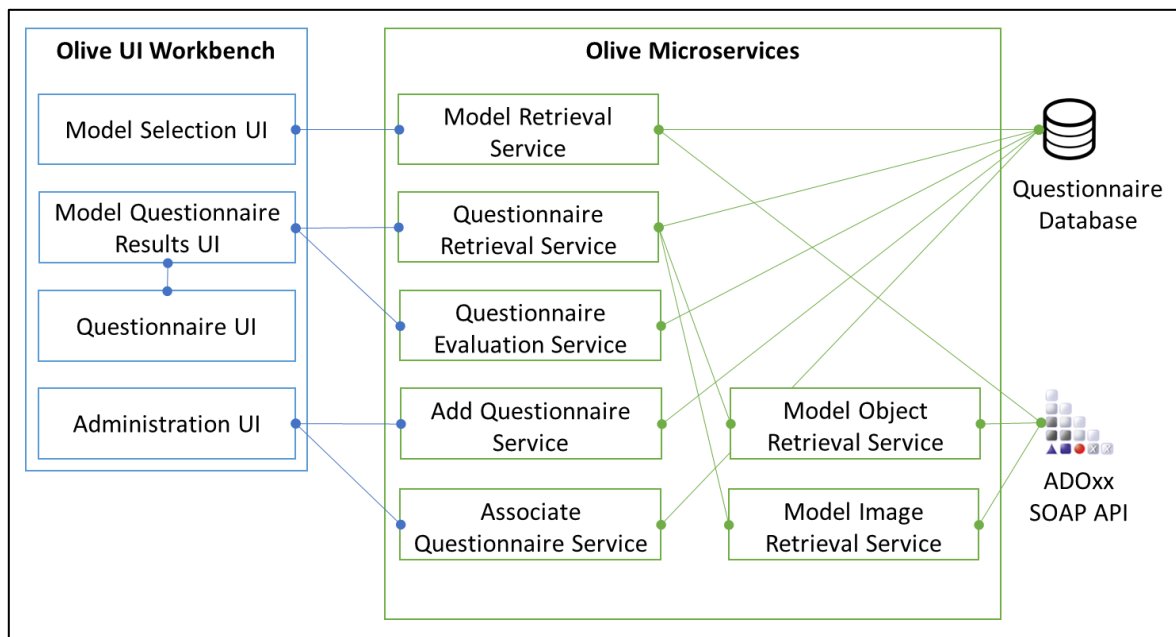 Olive UI Workbench
Model Selection UI
Model Questionnaire
Results UI
Questionnaire UI
Administration UI
Olive Microservices
Model Retrieval
Service
Questionnaire
Retrieval Service
Questionnaire
Evaluation Service
Add Questionnaire
Service
Associate
Questionnaire Service
Model Object
Retrieval Service
Model Image
Retrieval Service
Questionnaire
Database
ADOxx
SOAP API